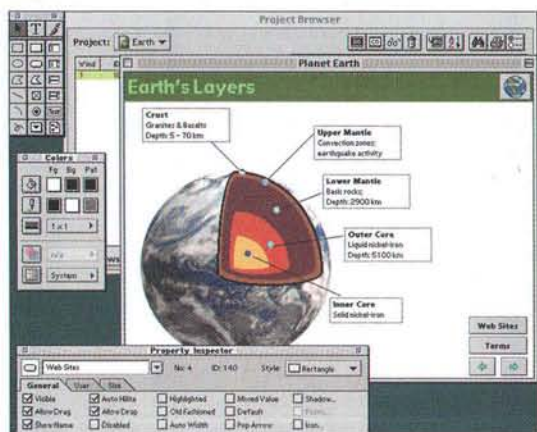 Project Browser
Project:
Earth
Wind
1
Planet Earth
Earth's Layers
Crust
Granites & Basalts
Depth: 5 - 70 km
Upper Mantle
Convection zones;
earthquake activity
Lower Mantle
Basic rocks;
Depth: 2900 km
Outer Core
Liquid nickel-iron
Depth: 5100 km
Inner Core
Solid nickel-iron
Web Sites
Terms
Colors
Fg Bg Pat
1 x 1
n/a
System
Property Inspector
Web Sites
No: 4
ID: 140
Style:
Rectangle
General
User
Size
Visible
Auto Hilite
Highlighted
Mixed Value
Shadow...
Allow Drag
Allow Drop
Old Fashioned
Default
Show Name
Disabled
Auto Width
Pop Arrow
Icon...